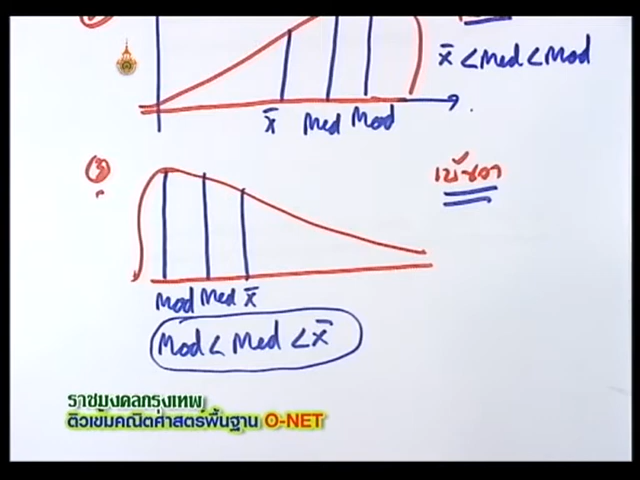 x̄ < Med < Mod
x̄ Med Mod
(3)
เบ้ขวา
Mod Med x̄
Mod < Med < x̄
ราชมงคลกรุงเทพ
ติวเข้มคณิตศาสตร์พื้นฐาน O-NET